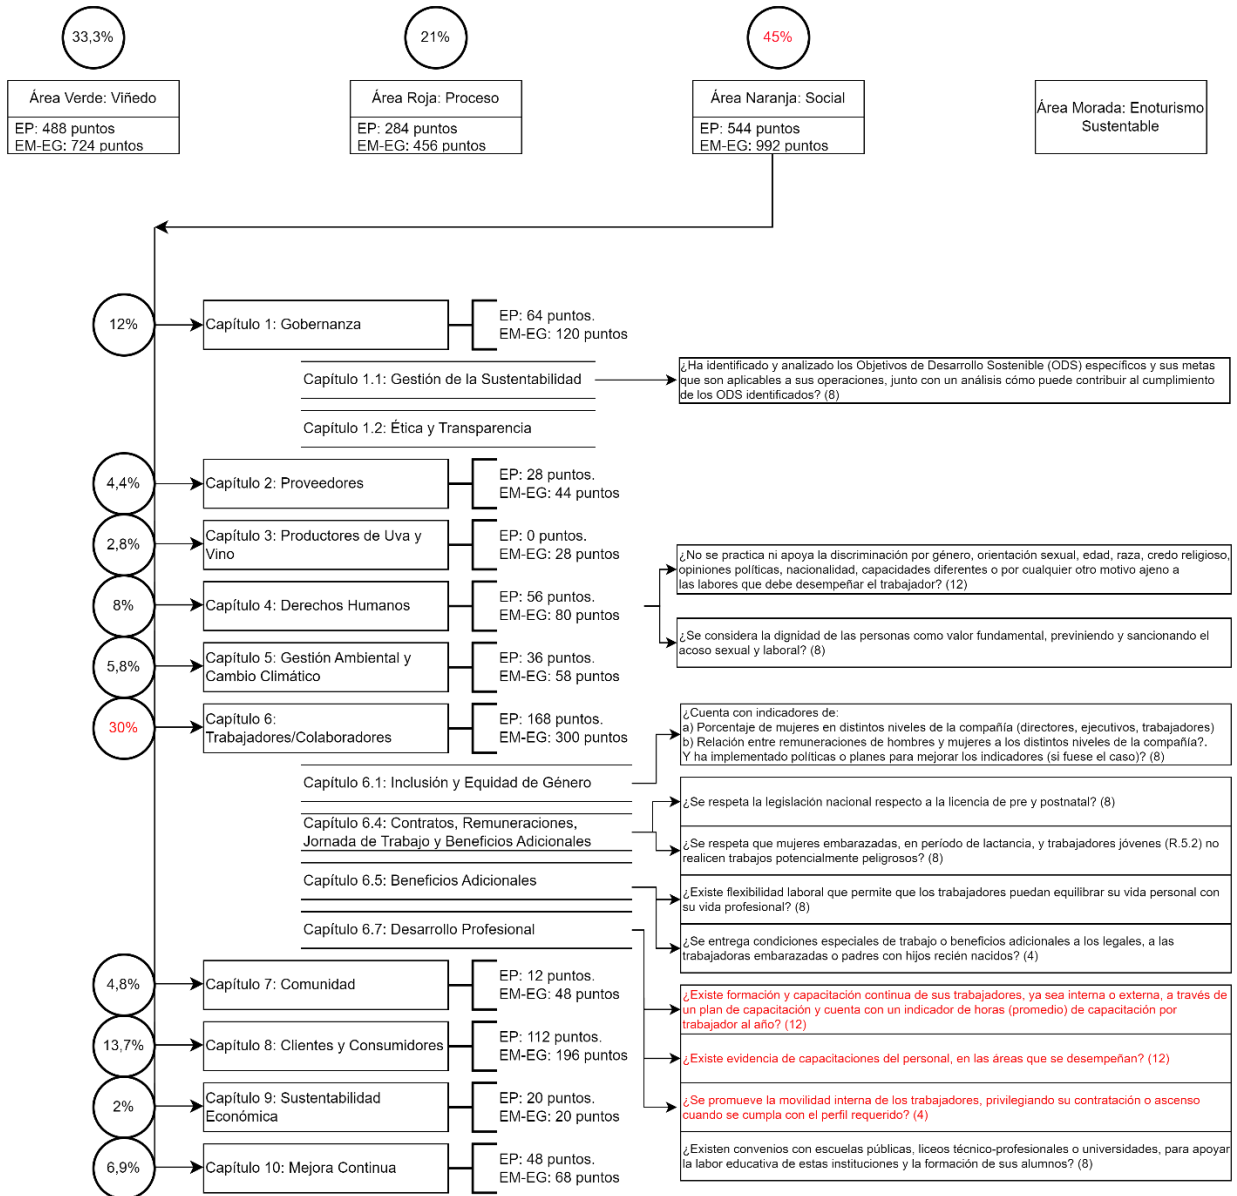 33,3%
21%
45%
Área Verde: Viñedo
EP: 488 puntos
EM-EG: 724 puntos
Área Roja: Proceso
EP: 284 puntos
EM-EG: 456 puntos
Área Naranja: Social
EP: 544 puntos
EM-EG: 992 puntos
Área Morada: Enoturismo
Sustentable
12%
Capítulo 1: Gobernanza
EP: 64 puntos.
EM-EG: 120 puntos
Capítulo 1.1: Gestión de la Sustentabilidad
¿Ha identificado y analizado los Objetivos de Desarrollo Sostenible (ODS) específicos y sus metas
que son aplicables a sus operaciones, junto con un análisis cómo puede contribuir al cumplimiento
de los ODS identificados? (8)
Capítulo 1.2: Ética y Transparencia
4,4%
Capítulo 2: Proveedores
EP: 28 puntos.
EM-EG: 44 puntos
2,8%
Capítulo 3: Productores de Uva y
Vino
EP: 0 puntos.
EM-EG: 28 puntos
8%
Capítulo 4: Derechos Humanos
EP: 56 puntos.
EM-EG: 80 puntos
¿No se practica ni apoya la discriminación por género, orientación sexual, edad, raza, credo religioso,
opiniones políticas, nacionalidad, capacidades diferentes o por cualquier otro motivo ajeno a
las labores que debe desempeñar el trabajador? (12)
¿Se considera la dignidad de las personas como valor fundamental, previniendo y sancionando el
acoso sexual y laboral? (8)
5,8%
Capítulo 5: Gestión Ambiental y
Cambio Climático
EP: 36 puntos.
EM-EG: 58 puntos
30%
Capítulo 6:
Trabajadores/Colaboradores
EP: 168 puntos.
EM-EG: 300 puntos
Capítulo 6.1: Inclusión y Equidad de Género
¿Cuenta con indicadores de:
a) Porcentaje de mujeres en distintos niveles de la compañía (directores, ejecutivos, trabajadores)
b) Relación entre remuneraciones de hombres y mujeres a los distintos niveles de la compañía?.
Y ha implementado políticas o planes para mejorar los indicadores (si fuese el caso)? (8)
Capítulo 6.4: Contratos, Remuneraciones,
Jornada de Trabajo y Beneficios Adicionales
¿Se respeta la legislación nacional respecto a la licencia de pre y postnatal? (8)
¿Se respeta que mujeres embarazadas, en período de lactancia, y trabajadores jóvenes (R.5.2) no
realicen trabajos potencialmente peligrosos? (8)
Capítulo 6.5: Beneficios Adicionales
¿Existe flexibilidad laboral que permite que los trabajadores puedan equilibrar su vida personal con
su vida profesional? (8)
¿Se entrega condiciones especiales de trabajo o beneficios adicionales a los legales, a las
trabajadoras embarazadas o padres con hijos recién nacidos? (4)
Capítulo 6.7: Desarrollo Profesional
¿Existe formación y capacitación continua de sus trabajadores, ya sea interna o externa, a través de
un plan de capacitación y cuenta con un indicador de horas (promedio) de capacitación por
trabajador al año? (12)
¿Existe evidencia de capacitaciones del personal, en las áreas que se desempeñan? (12)
¿Se promueve la movilidad interna de los trabajadores, privilegiando su contratación o ascenso
cuando se cumpla con el perfil requerido? (4)
¿Existen convenios con escuelas públicas, liceos técnico-profesionales o universidades, para apoyar
la labor educativa de estas instituciones y la formación de sus alumnos? (8)
4,8%
Capítulo 7: Comunidad
EP: 12 puntos.
EM-EG: 48 puntos
13,7%
Capítulo 8: Clientes y Consumidores
EP: 112 puntos.
EM-EG: 196 puntos
2%
Capítulo 9: Sustentabilidad
Económica
EP: 20 puntos.
EM-EG: 20 puntos
6,9%
Capítulo 10: Mejora Continua
EP: 48 puntos.
EM-EG: 68 puntos